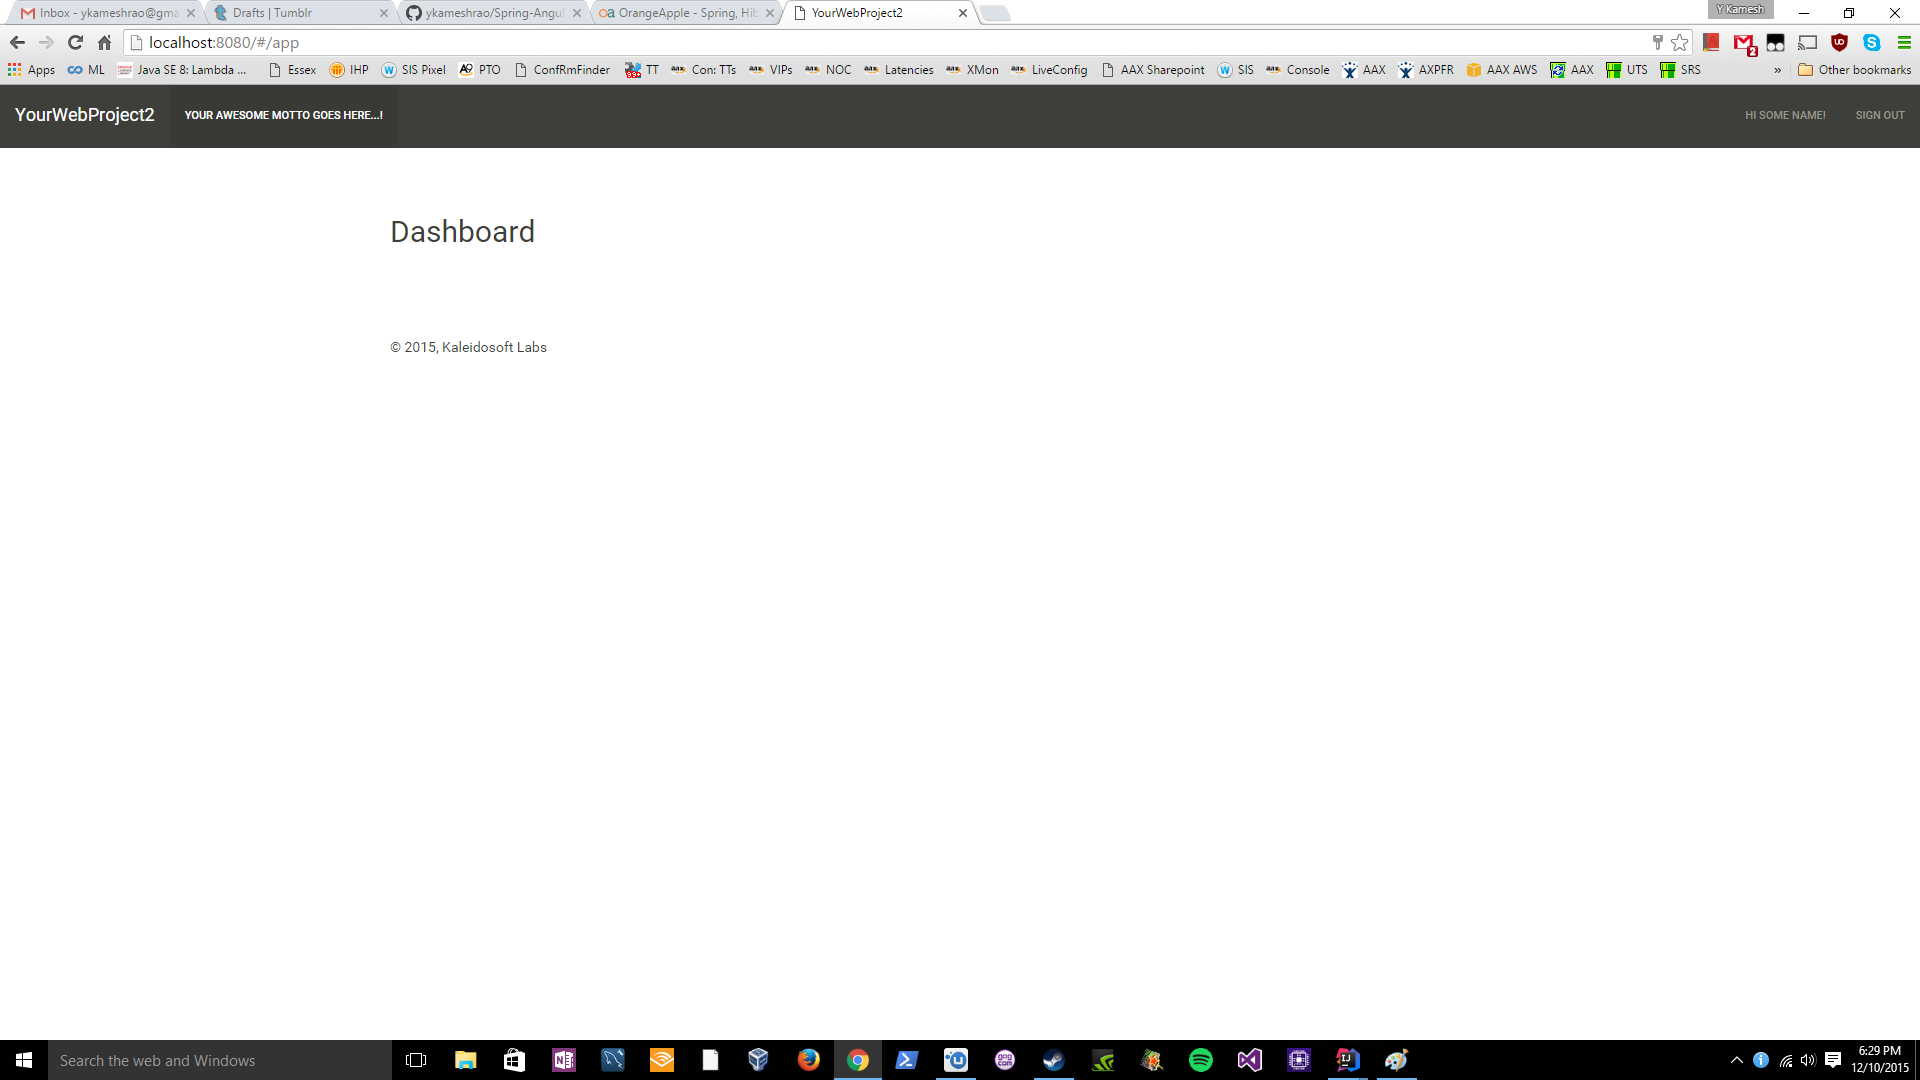 Inbox - ykameshrao@gma
Drafts | Tumblr
ykameshrao/Spring-Angul
OrangeApple - Spring, Hib
YourWebProject2
Y Kamesh
localhost:8080/#/app
2
Apps
ML
Java SE 8: Lambda ...
Essex
IHP
SIS Pixel
PTO
ConfRmFinder
TT
Con: TTs
VIPs
NOC
Latencies
XMon
LiveConfig
AAX Sharepoint
SIS
Console
AAX
AXPFR
AAX AWS
AAX
UTS
SRS
»
Other bookmarks
YourWebProject2
YOUR AWESOME MOTTO GOES HERE...!
HI SOME NAME!
SIGN OUT
Dashboard
© 2015, Kaleidosoft Labs
Search the web and Windows
6:29 PM
12/10/2015